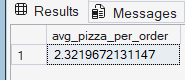 Results Messages
avg_pizza_per_order
1 2.3219672131147